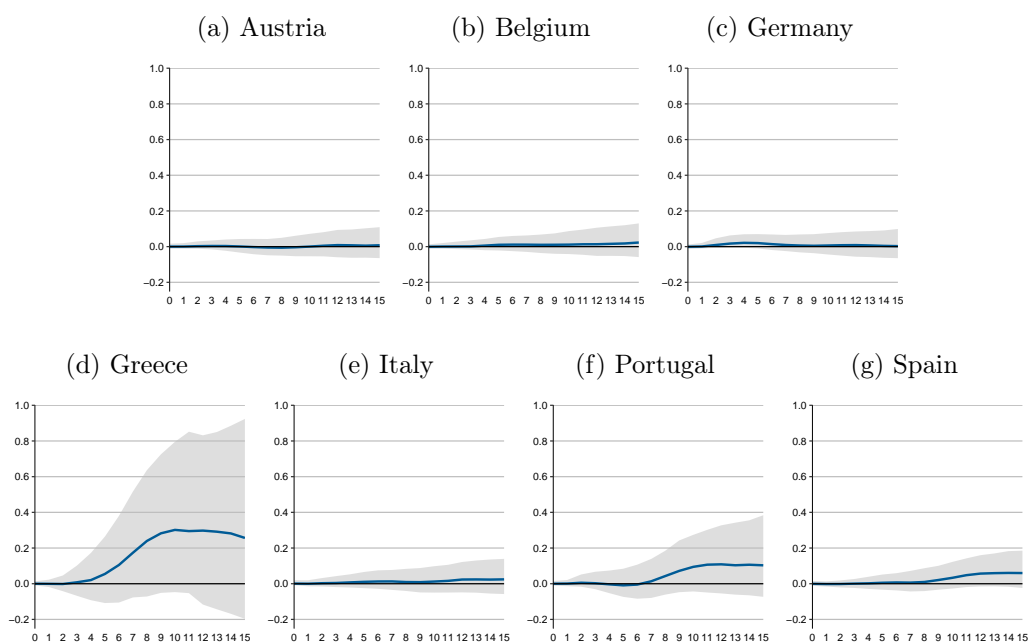 (a) Austria (b) Belgium (c) Germany
1.0 1.0 1.0
0.8 0.8 0.8
0.6 0.6 0.6
0.4 0.4 0.4
0.2 0.2 0.2
0.0 0.0 0.0
−0.2 −0.2 −0.2
0 1 2 3 4 5 6 7 8 9 10 11 12 13 14 15 0 1 2 3 4 5 6 7 8 9 10 11 12 13 14 15 0 1 2 3 4 5 6 7 8 9 10 11 12 13 14 15
(d) Greece (e) Italy (f) Portugal (g) Spain
1.0 1.0 1.0 1.0
0.8 0.8 0.8 0.8
0.6 0.6 0.6 0.6
0.4 0.4 0.4 0.4
0.2 0.2 0.2 0.2
0.0 0.0 0.0 0.0
−0.2 −0.2 −0.2 −0.2
0 1 2 3 4 5 6 7 8 9 10 11 12 13 14 15 0 1 2 3 4 5 6 7 8 9 10 11 12 13 14 15 0 1 2 3 4 5 6 7 8 9 10 11 12 13 14 15 0 1 2 3 4 5 6 7 8 9 10 11 12 13 14 15